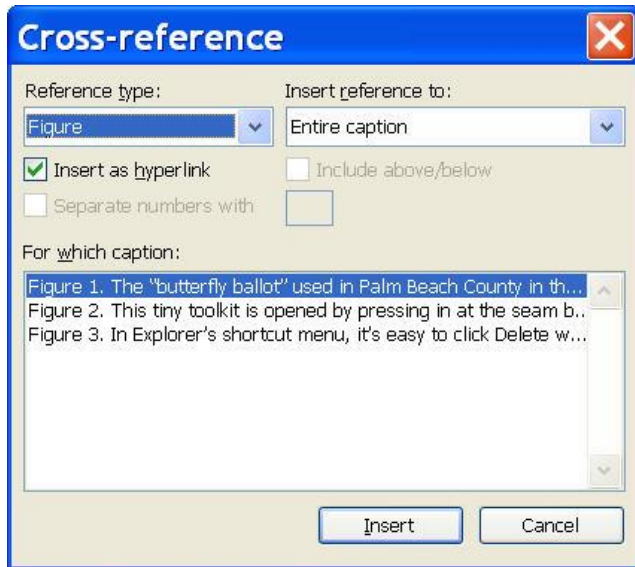 Cross-reference
Reference type:
Insert reference to:
Figure
Entire caption
Insert as hyperlink
Include above/below
Separate numbers with
For which caption:
Figure 1. The "butterfly ballot" used in Palm Beach County in th...
Figure 2. This tiny toolkit is opened by pressing in at the seam b...
Figure 3. In Explorer's shortcut menu, it's easy to click Delete w...
Insert
Cancel